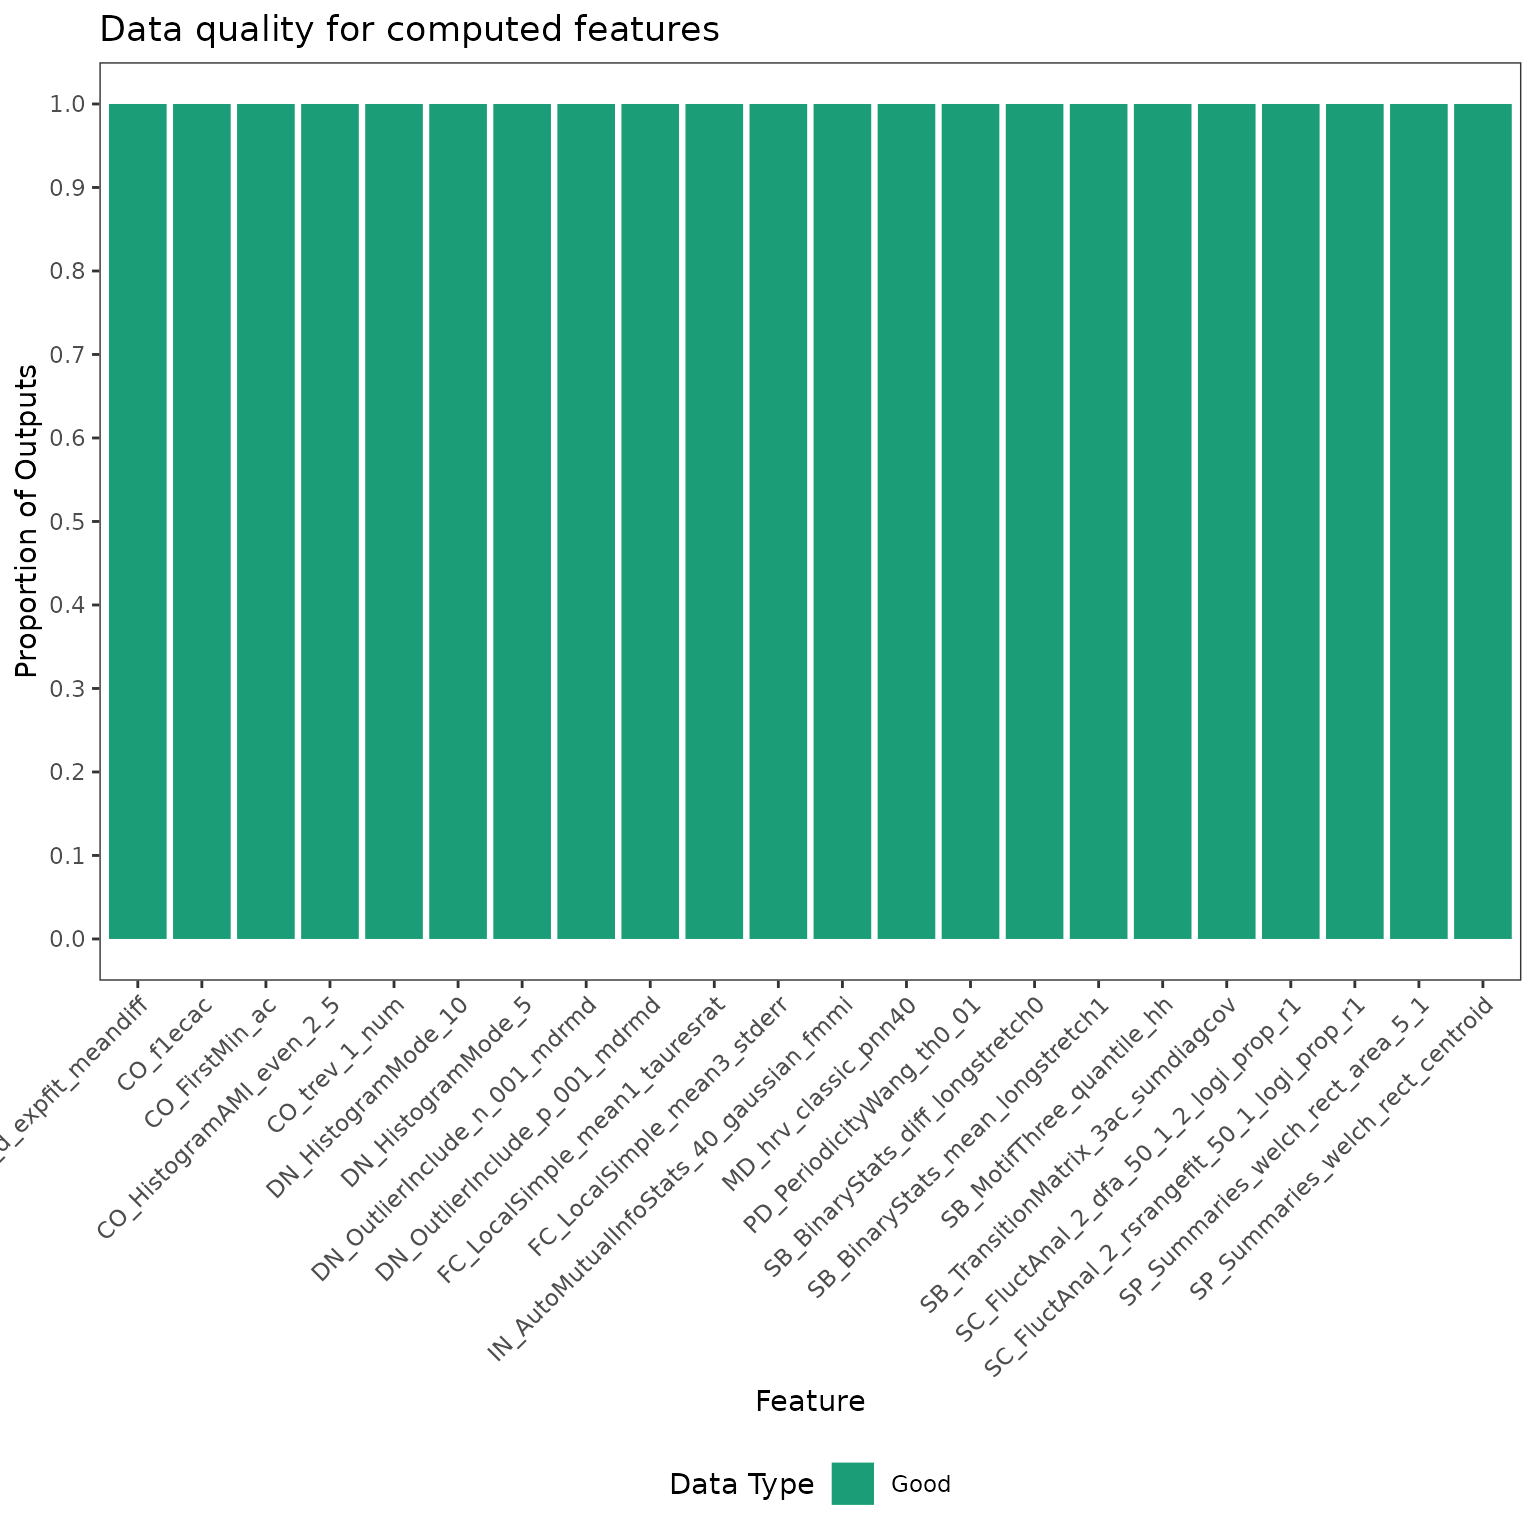 Data quality for computed features
Proportion of Outputs
1.0
0.9
0.8
0.7
0.6
0.5
0.4
0.3
0.2
0.1
0.0
d_expfit_meandiff
CO_f1ecac
CO_FirstMin_ac
CO_HistogramAMI_even_2_5
CO_trev_1_num
DN_HistogramMode_10
DN_HistogramMode_5
DN_OutlierInclude_n_001_mdrmd
DN_OutlierInclude_p_001_mdrmd
FC_LocalSimple_mean1_tauresrat
FC_LocalSimple_mean3_stderr
IN_AutoMutualInfoStats_40_gaussian_fmmi
MD_hrv_classic_pnn40
PD_PeriodicityWang_th0_01
SB_BinaryStats_diff_longstretch0
SB_BinaryStats_mean_longstretch1
SB_MotifThree_quantile_hh
SB_TransitionMatrix_3ac_sumdiagcov
SC_FluctAnal_2_dfa_50_1_2_logi_prop_r1
SC_FluctAnal_2_rsrangefit_50_1_logi_prop_r1
SP_Summaries_welch_rect_area_5_1
SP_Summaries_welch_rect_centroid
Feature
Data Type
Good